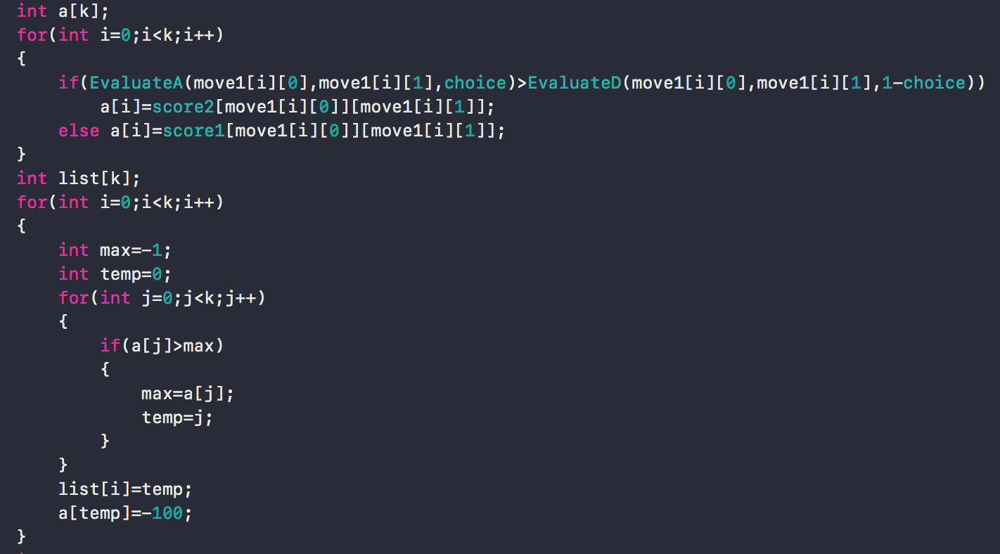 int a[k];
for(int i=0;i<k;i++)
{
    if(EvaluateA(move1[i][0],move1[i][1],choice)>EvaluateD(move1[i][0],move1[i][1],1-choice))
        a[i]=score2[move1[i][0]][move1[i][1]];
    else a[i]=score1[move1[i][0]][move1[i][1]];
}
int list[k];
for(int i=0;i<k;i++)
{
    int max=-1;
    int temp=0;
    for(int j=0;j<k;j++)
    {
        if(a[j]>max)
        {
            max=a[j];
            temp=j;
        }
    }
    list[i]=temp;
    a[temp]=-100;
}